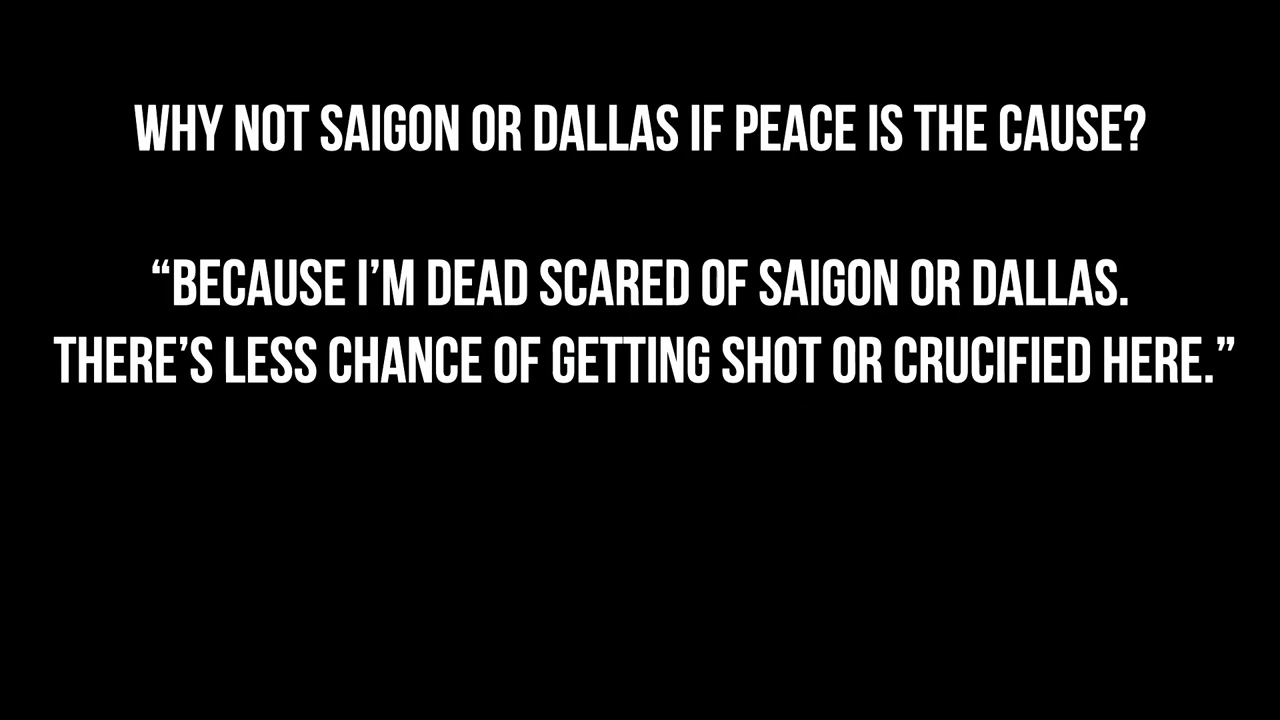 WHY NOT SAIGON OR DALLAS IF PEACE IS THE CAUSE?
“BECAUSE I’M DEAD SCARED OF SAIGON OR DALLAS.
THERE’S LESS CHANCE OF GETTING SHOT OR CRUCIFIED HERE.”